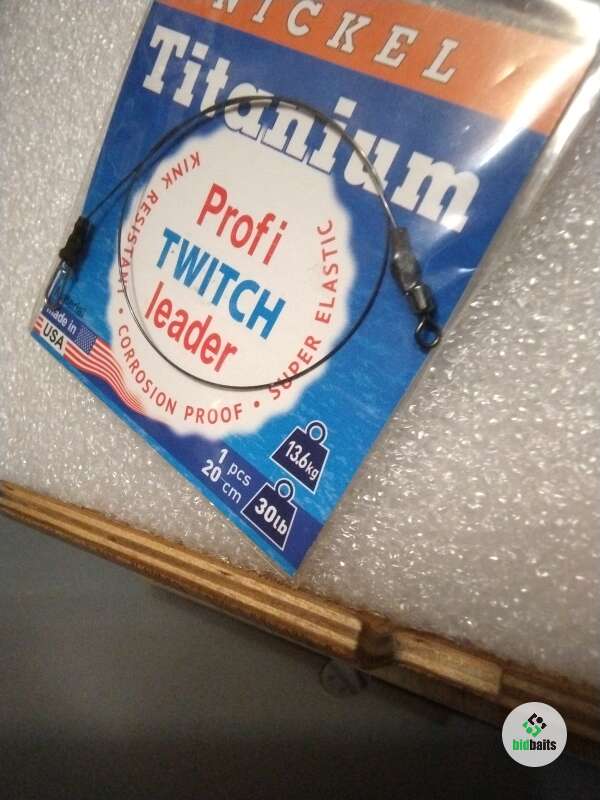 NICKEL
Titanium
Profi
TWITCH
leader
KINK RESISTANT • CORROSION PROOF • SUPER ELASTIC
made in
USA
1 pcs
20 cm
13.6kg
30lb
bidbaits